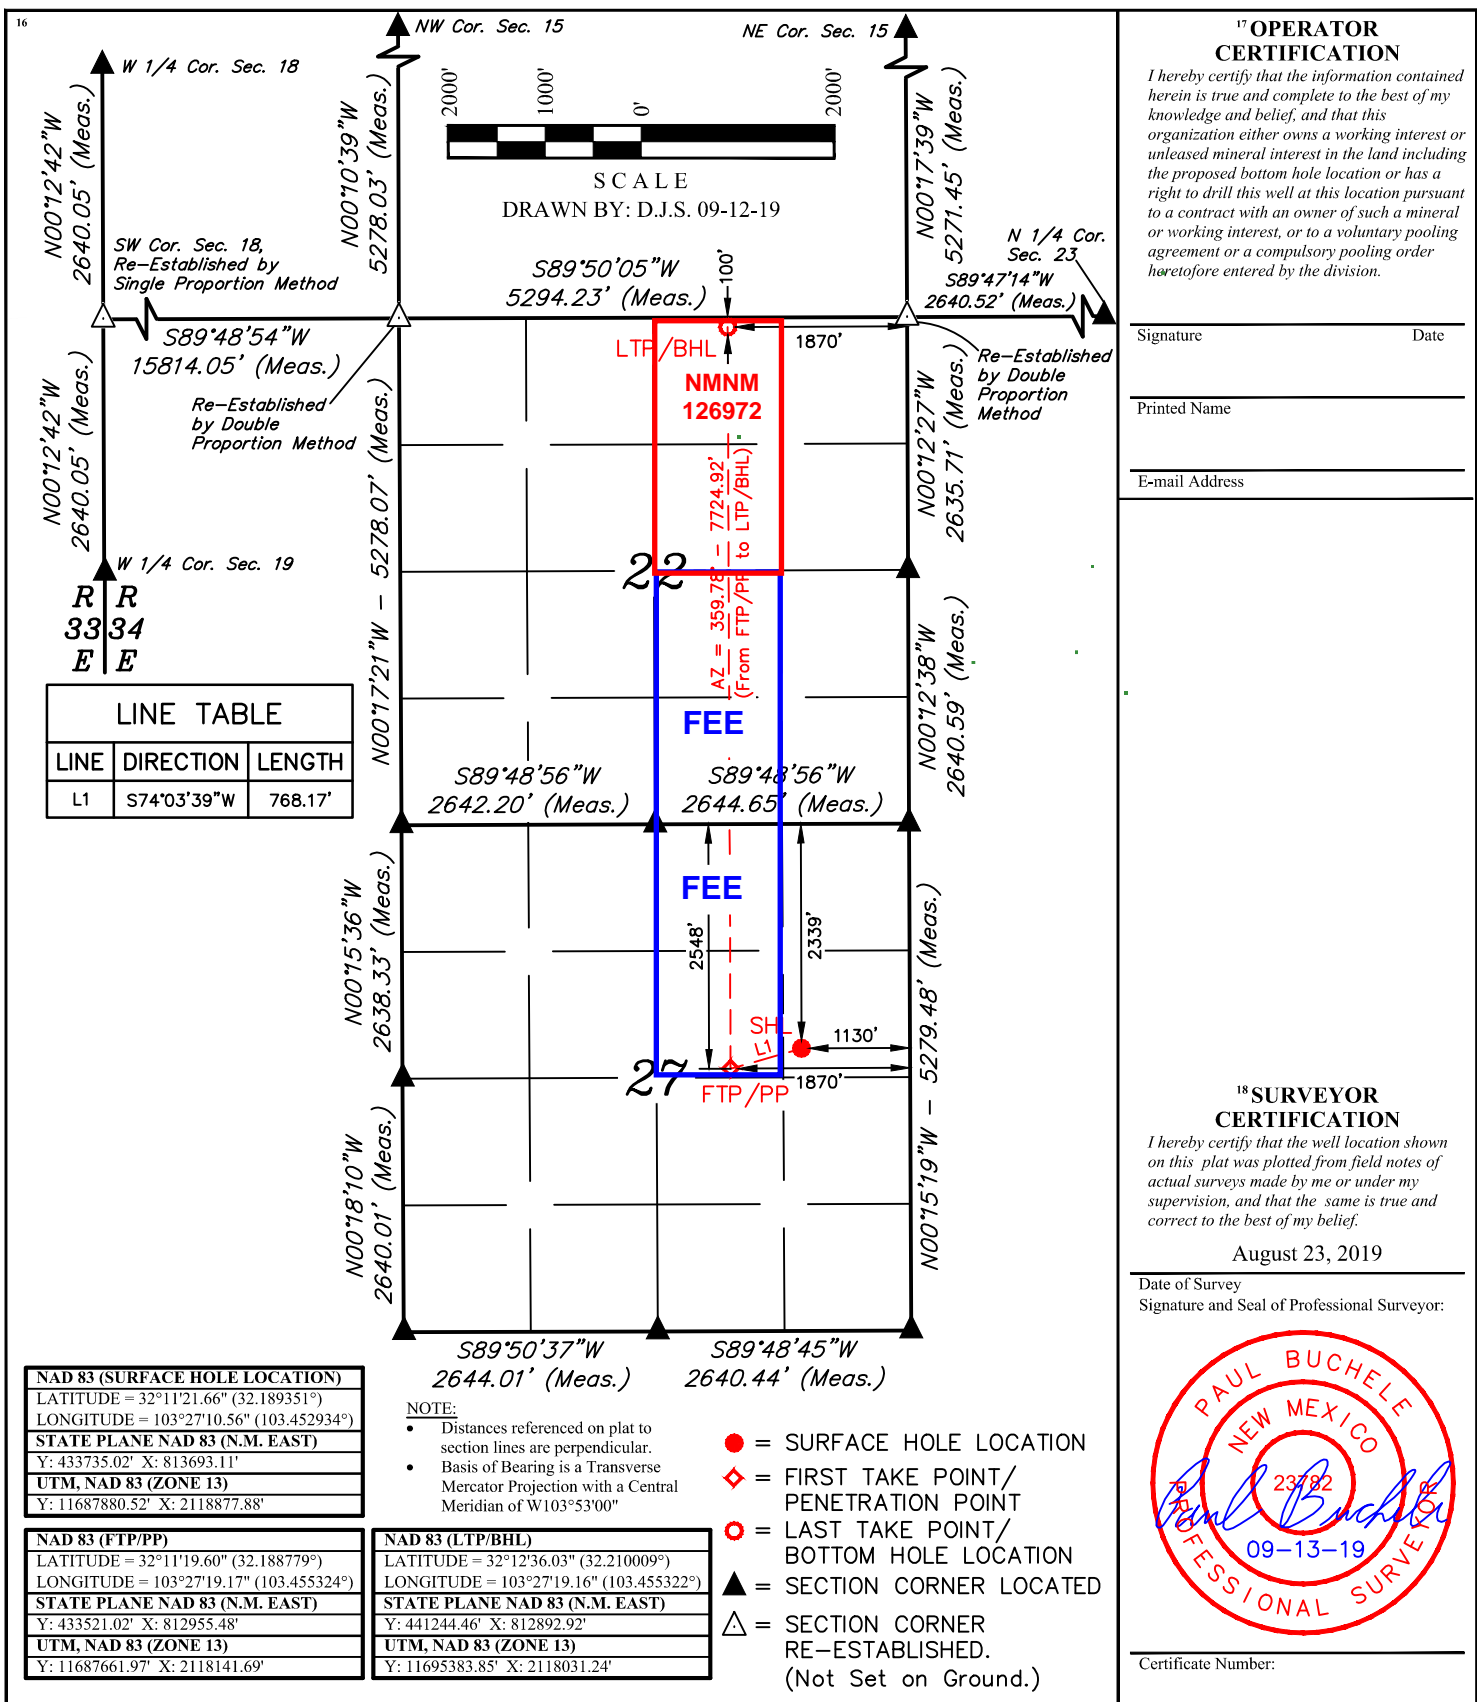 16
NW Cor. Sec. 15
NE Cor. Sec. 15
W 1/4 Cor. Sec. 18
N00°12'42"W
2640.05' (Meas.)
N00°10'39"W
5278.03' (Meas.)
2000'
1000'
0'
2000'
SCALE
DRAWN BY: D.J.S. 09-12-19
N00°17'39"W
5271.45' (Meas.)
N 1/4 Cor.
Sec. 23
SW Cor. Sec. 18,
Re-Established by
Single Proportion Method
S89°50'05"W
5294.23' (Meas.)
100'
S89°47'14"W
2640.52' (Meas.)
S89°48'54"W
15814.05' (Meas.)
LTP/BHL
1870'
Re-Established
by Double
Proportion
Method
Re-Established
by Double
Proportion Method
NMNM
126972
N00°12'42"W
2640.05' (Meas.)
N00°17'21"W - 5278.07' (Meas.)
AZ = 359.78° - 7724.92'
(From FTP/PP to LTP/BHL)
N00°12'27"W
2635.71' (Meas.)
W 1/4 Cor. Sec. 19
22
R R
33 34
E E
N00°12'38"W
2640.59' (Meas.)
LINE TABLE
LINE DIRECTION LENGTH
L1 S74°03'39"W 768.17'
FEE
S89°48'56"W
2642.20' (Meas.)
S89°48'56"W
2644.65' (Meas.)
FEE
N00°15'36"W
2638.33' (Meas.)
2548'
2339'
N00°15'19"W - 5279.48' (Meas.)
SHL
L1
1130'
27
1870'
FTP/PP
N00°18'10"W
2640.01' (Meas.)
S89°50'37"W
2644.01' (Meas.)
S89°48'45"W
2640.44' (Meas.)
NAD 83 (SURFACE HOLE LOCATION)
LATITUDE = 32°11'21.66" (32.189351°)
LONGITUDE = 103°27'10.56" (103.452934°)
STATE PLANE NAD 83 (N.M. EAST)
Y: 433735.02' X: 813693.11'
UTM, NAD 83 (ZONE 13)
Y: 11687880.52' X: 2118877.88'
NAD 83 (FTP/PP)
LATITUDE = 32°11'19.60" (32.188779°)
LONGITUDE = 103°27'19.17" (103.455324°)
STATE PLANE NAD 83 (N.M. EAST)
Y: 433521.02' X: 812955.48'
UTM, NAD 83 (ZONE 13)
Y: 11687661.97' X: 2118141.69'
NAD 83 (LTP/BHL)
LATITUDE = 32°12'36.03" (32.210009°)
LONGITUDE = 103°27'19.16" (103.455322°)
STATE PLANE NAD 83 (N.M. EAST)
Y: 441244.46' X: 812892.92'
UTM, NAD 83 (ZONE 13)
Y: 11695383.85' X: 2118031.24'
NOTE:
• Distances referenced on plat to
section lines are perpendicular.
• Basis of Bearing is a Transverse
Mercator Projection with a Central
Meridian of W103°53'00"
= SURFACE HOLE LOCATION
= FIRST TAKE POINT/
PENETRATION POINT
= LAST TAKE POINT/
BOTTOM HOLE LOCATION
= SECTION CORNER LOCATED
= SECTION CORNER
RE-ESTABLISHED.
(Not Set on Ground.)
17 OPERATOR
CERTIFICATION
I hereby certify that the information contained
herein is true and complete to the best of my
knowledge and belief, and that this
organization either owns a working interest or
unleased mineral interest in the land including
the proposed bottom hole location or has a
right to drill this well at this location pursuant
to a contract with an owner of such a mineral
or working interest, or to a voluntary pooling
agreement or a compulsory pooling order
heretofore entered by the division.
Signature Date
Printed Name
E-mail Address
18 SURVEYOR
CERTIFICATION
I hereby certify that the well location shown
on this plat was plotted from field notes of
actual surveys made by me or under my
supervision, and that the same is true and
correct to the best of my belief.
August 23, 2019
Date of Survey
Signature and Seal of Professional Surveyor:
PAUL BUCHELE
NEW MEXICO
23782
Paul Buchele
09-13-19
PROFESSIONAL SURVEYOR
Certificate Number: